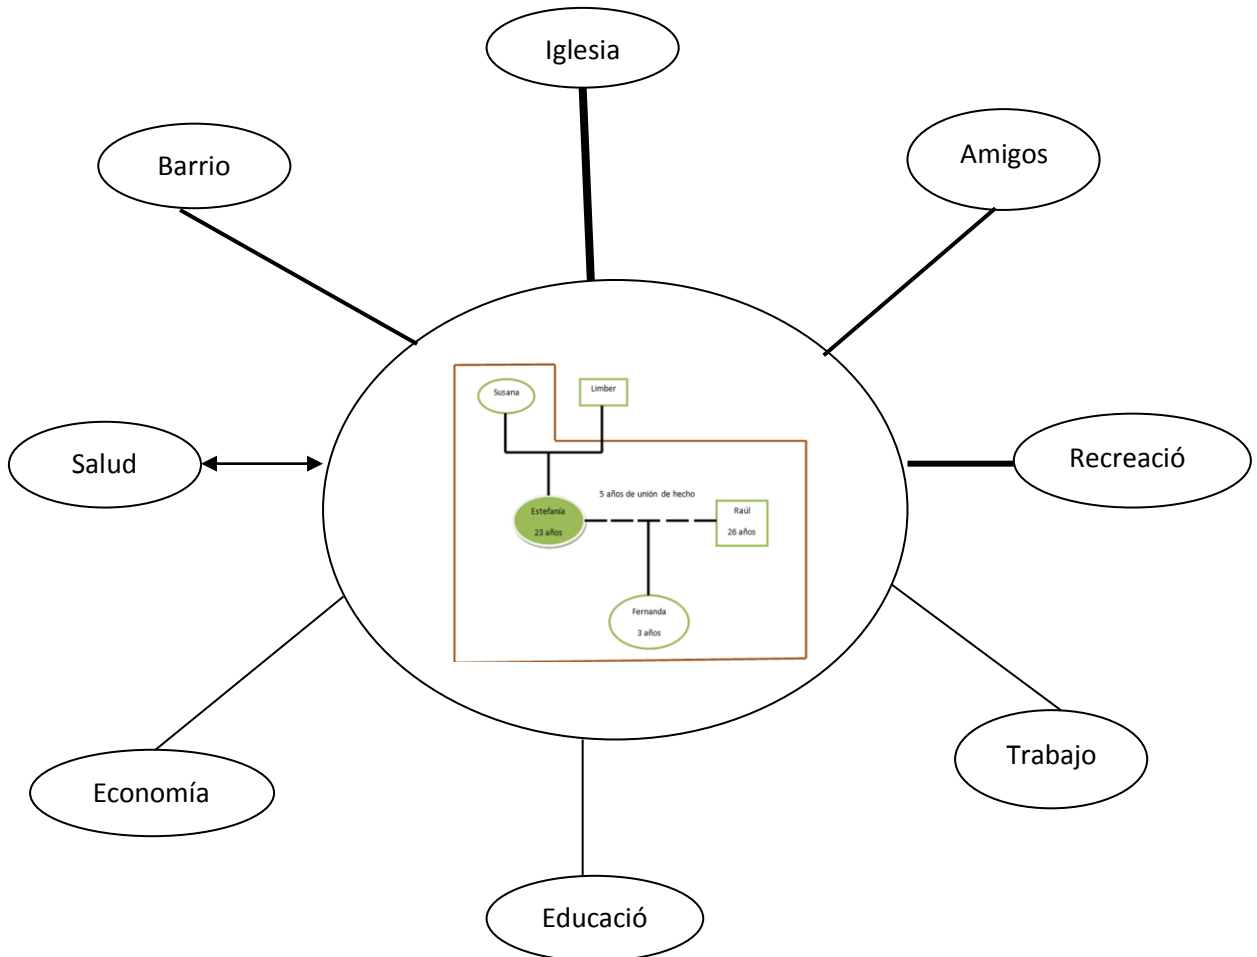 Iglesia
Barrio
Amigos
Salud
Recreació
Susana
Limber
5 años de unión de hecho
Estefanía
23 años
Raúl
26 años
Fernanda
3 años
Trabajo
Economía
Educació